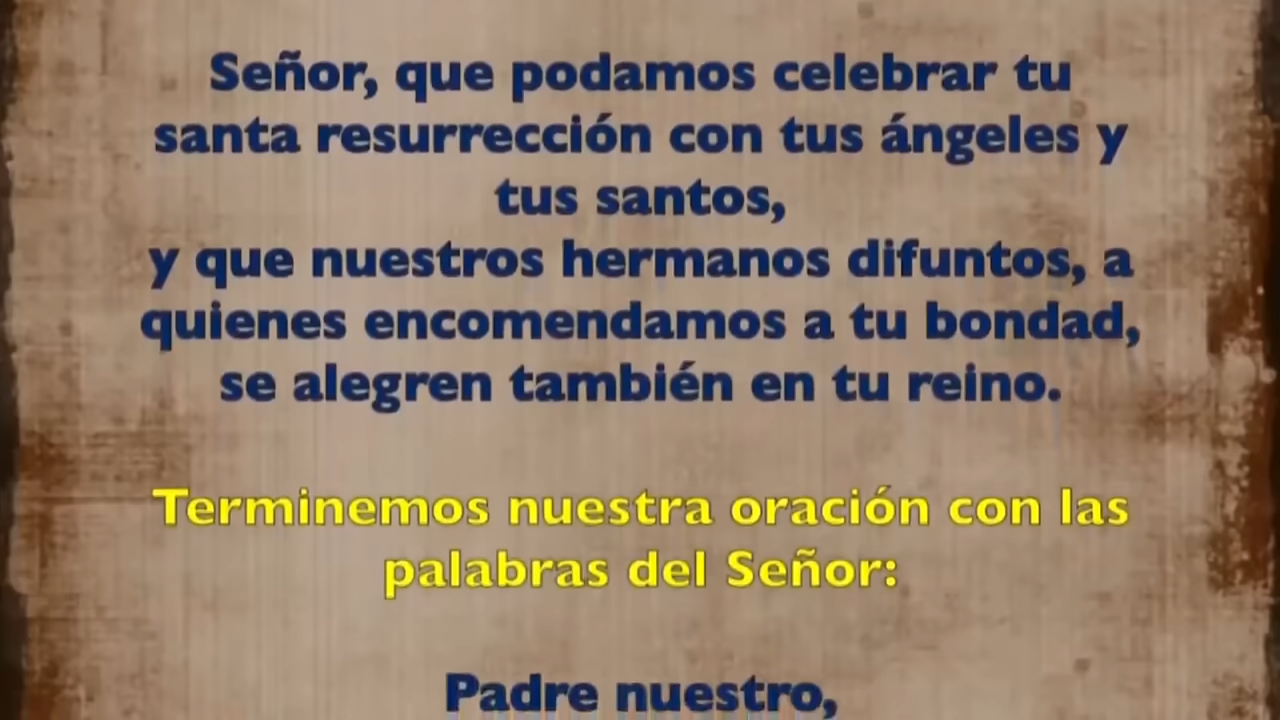 Señor, que podamos celebrar tu
santa resurrección con tus ángeles y
tus santos,
y que nuestros hermanos difuntos, a
quienes encomendamos a tu bondad,
se alegren también en tu reino.
Terminemos nuestra oración con las
palabras del Señor:
Padre nuestro,